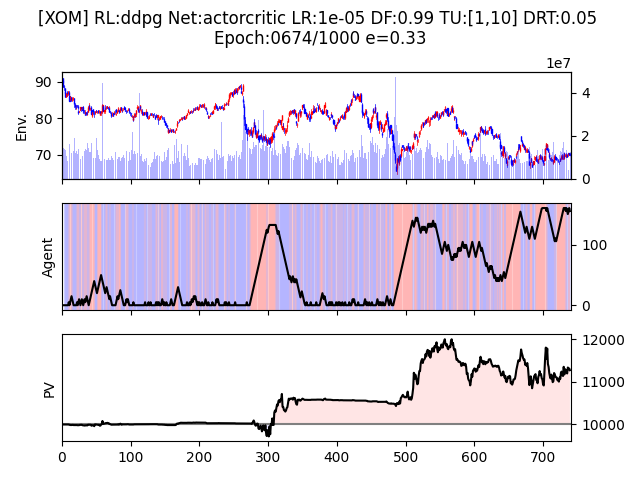 [XOM] RL:ddpg Net:actorcritic LR:1e-05 DF:0.99 TU:[1,10] DRT:0.05
Epoch:0674/1000 e=0.33
1e7
90
80
70
Env.
4
2
0
Agent
100
0
PV
12000
11000
10000
0 100 200 300 400 500 600 700